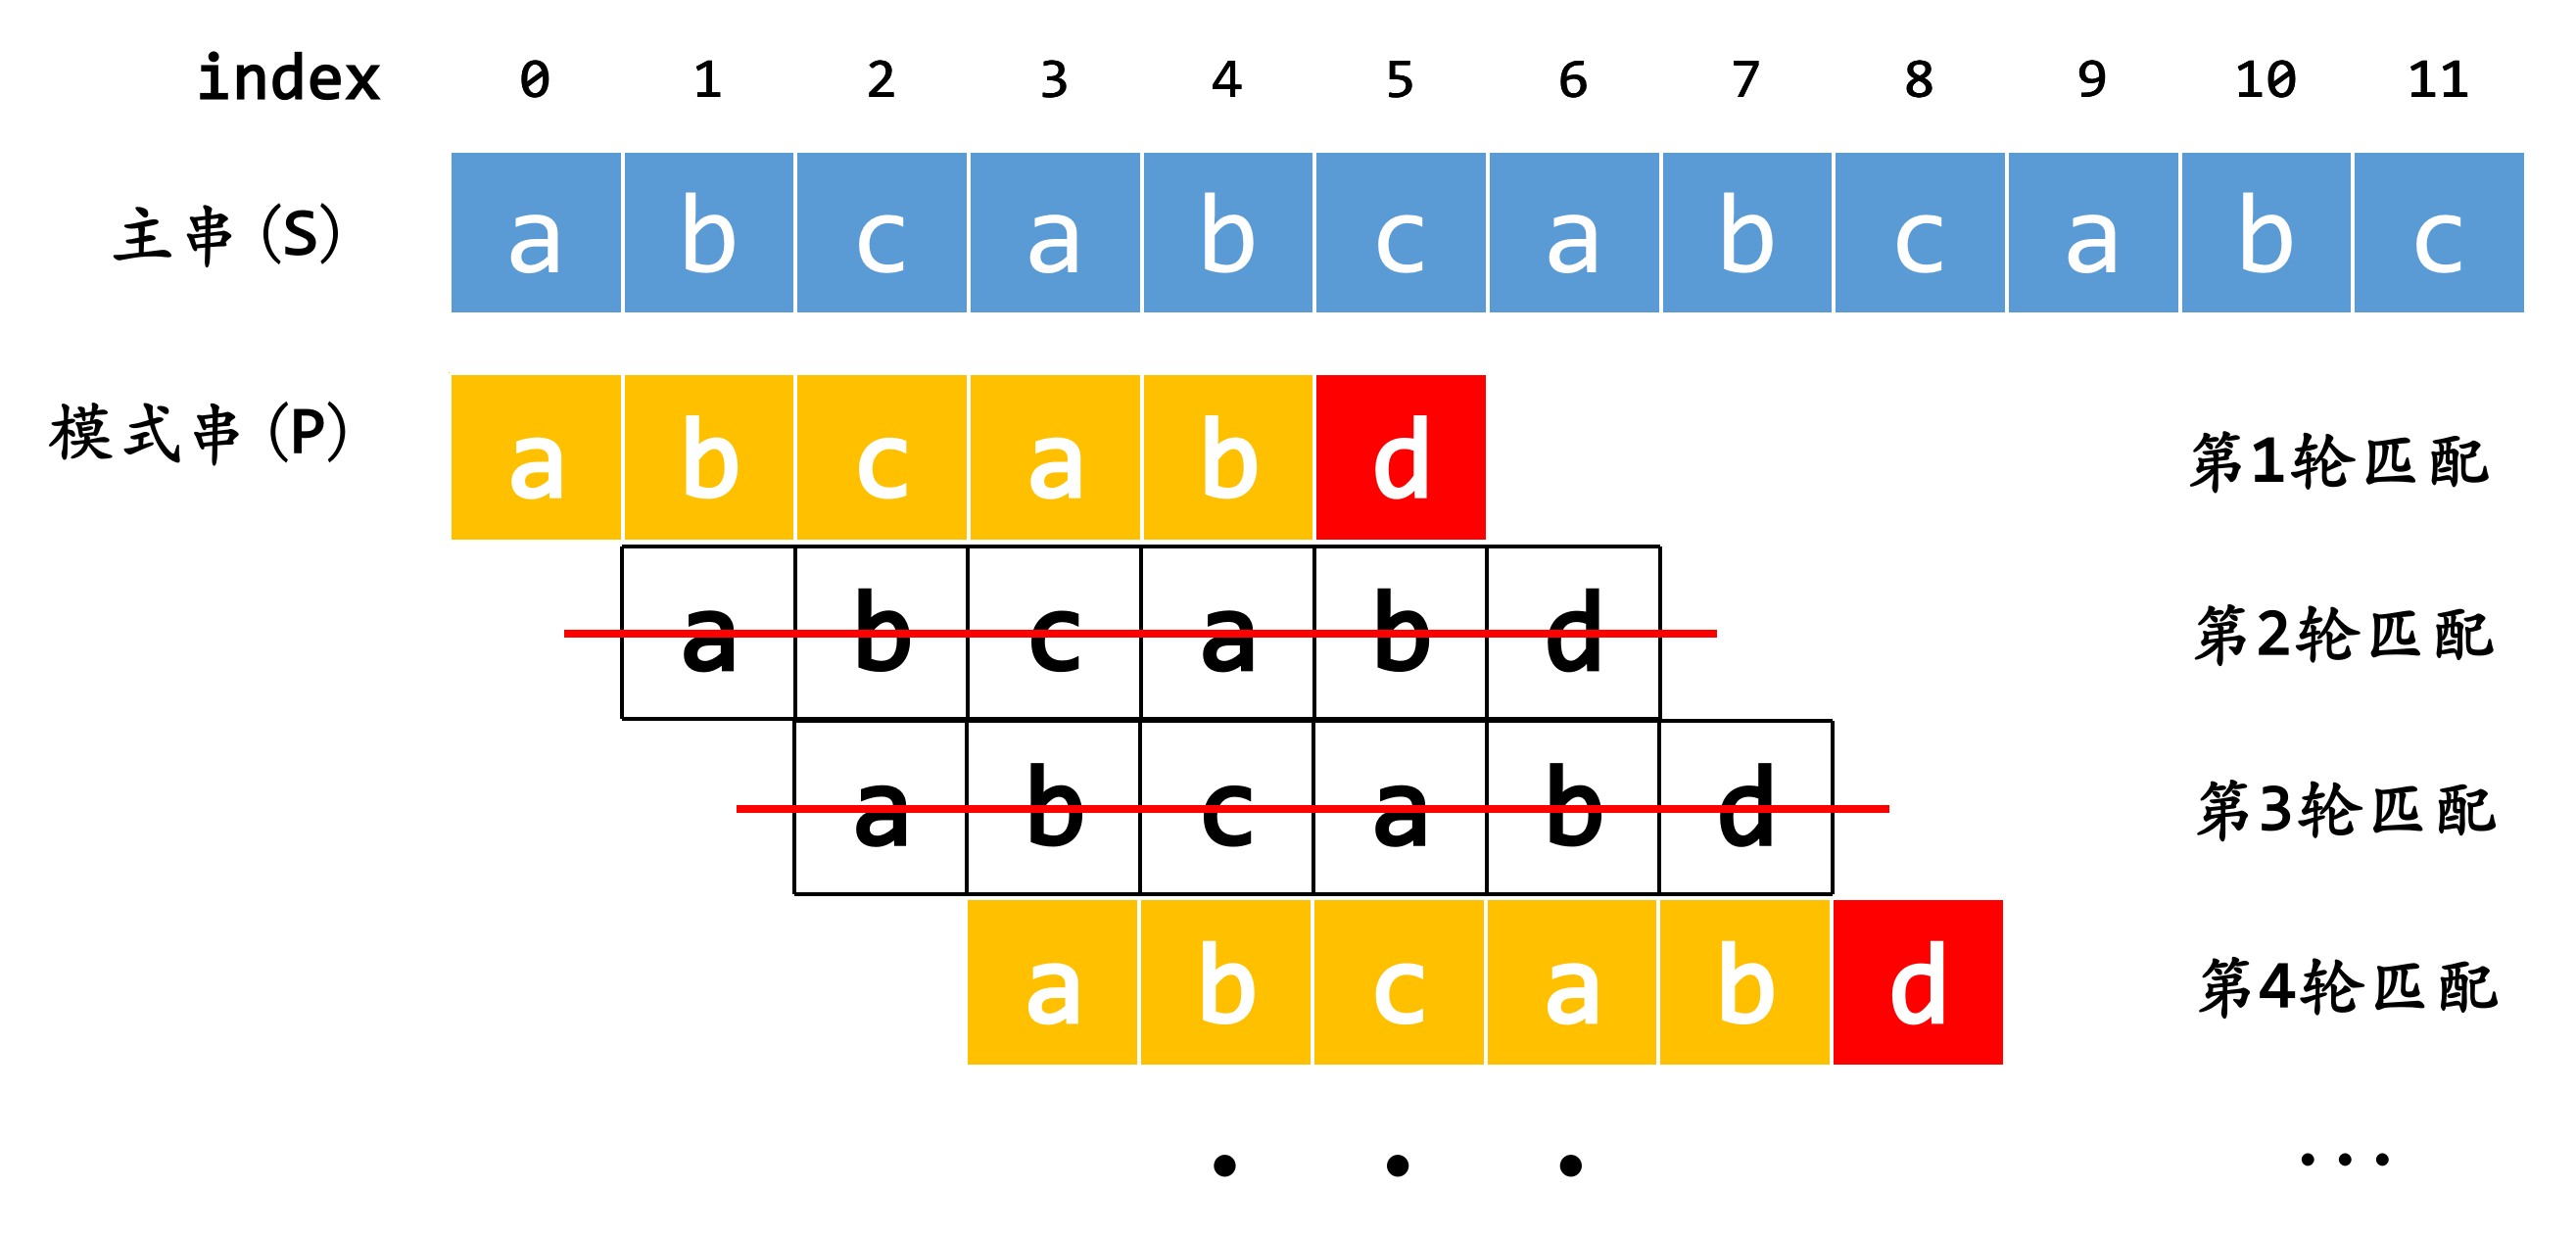 index 0 1 2 3 4 5 6 7 8 9 10 11
主串(S) a b c a b c a b c a b c
模式串(P) a b c a b d 第1轮匹配
a b c a b d 第2轮匹配
a b c a b d 第3轮匹配
a b c a b d 第4轮匹配
. . . ...